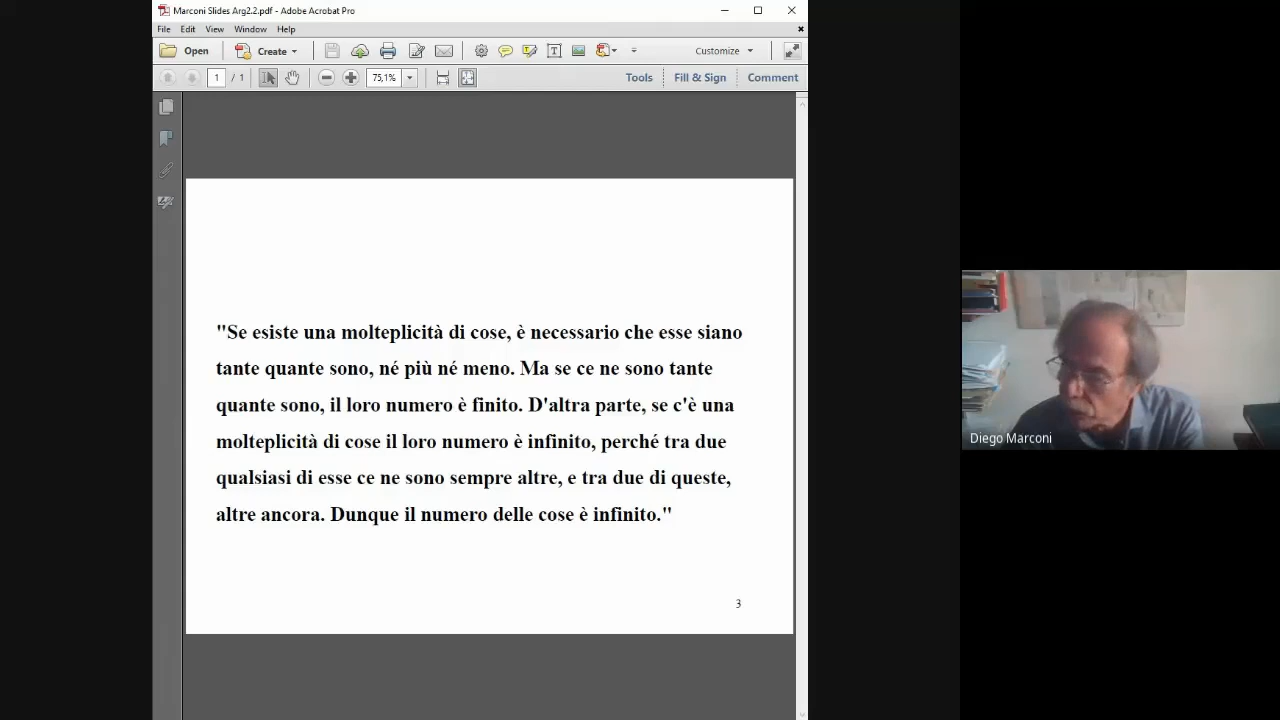 Marconi Slides Arg2.2.pdf - Adobe Acrobat Pro
File Edit View Window Help
Open Create Customize
1 / 1 75,1% Tools Fill & Sign Comment
"Se esiste una molteplicità di cose, è necessario che esse siano
tante quante sono, né più né meno. Ma se ce ne sono tante
quante sono, il loro numero è finito. D'altra parte, se c'è una
molteplicità di cose il loro numero è infinito, perché tra due
qualsiasi di esse ce ne sono sempre altre, e tra due di queste,
altre ancora. Dunque il numero delle cose è infinito."
3
Diego Marconi